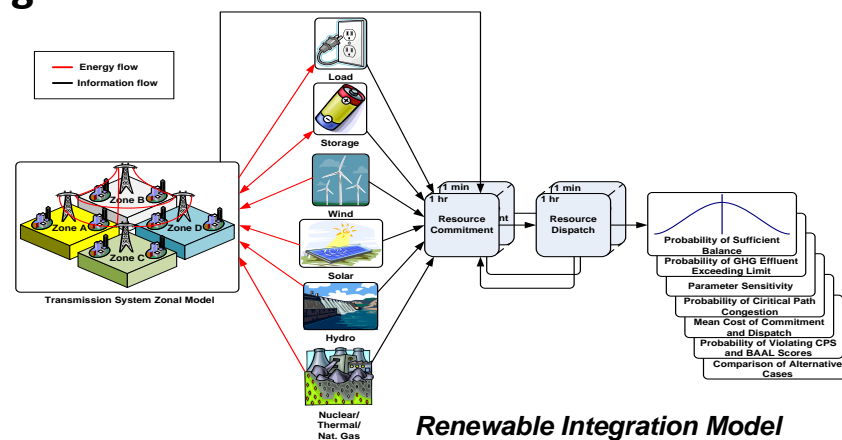 Energy flow
Information flow
Load
Storage
Wind
Solar
Hydro
Nuclear/
Thermal/
Nat. Gas
Zone B
Zone A
Zone D
Zone C
Transmission System Zonal Model
1 min
1 hr
Resource
Commitment
1 min
1 hr
Resource
Dispatch
Probability of Sufficient
Balance
Probability of GHG Effluent
Exceeding Limit
Parameter Sensitivity
Probability of Ciritical Path
Congestion
Mean Cost of Commitment
and Dispatch
Probability of Violating CPS
and BAAL Scores
Comparison of Alternative
Cases
Renewable Integration Model